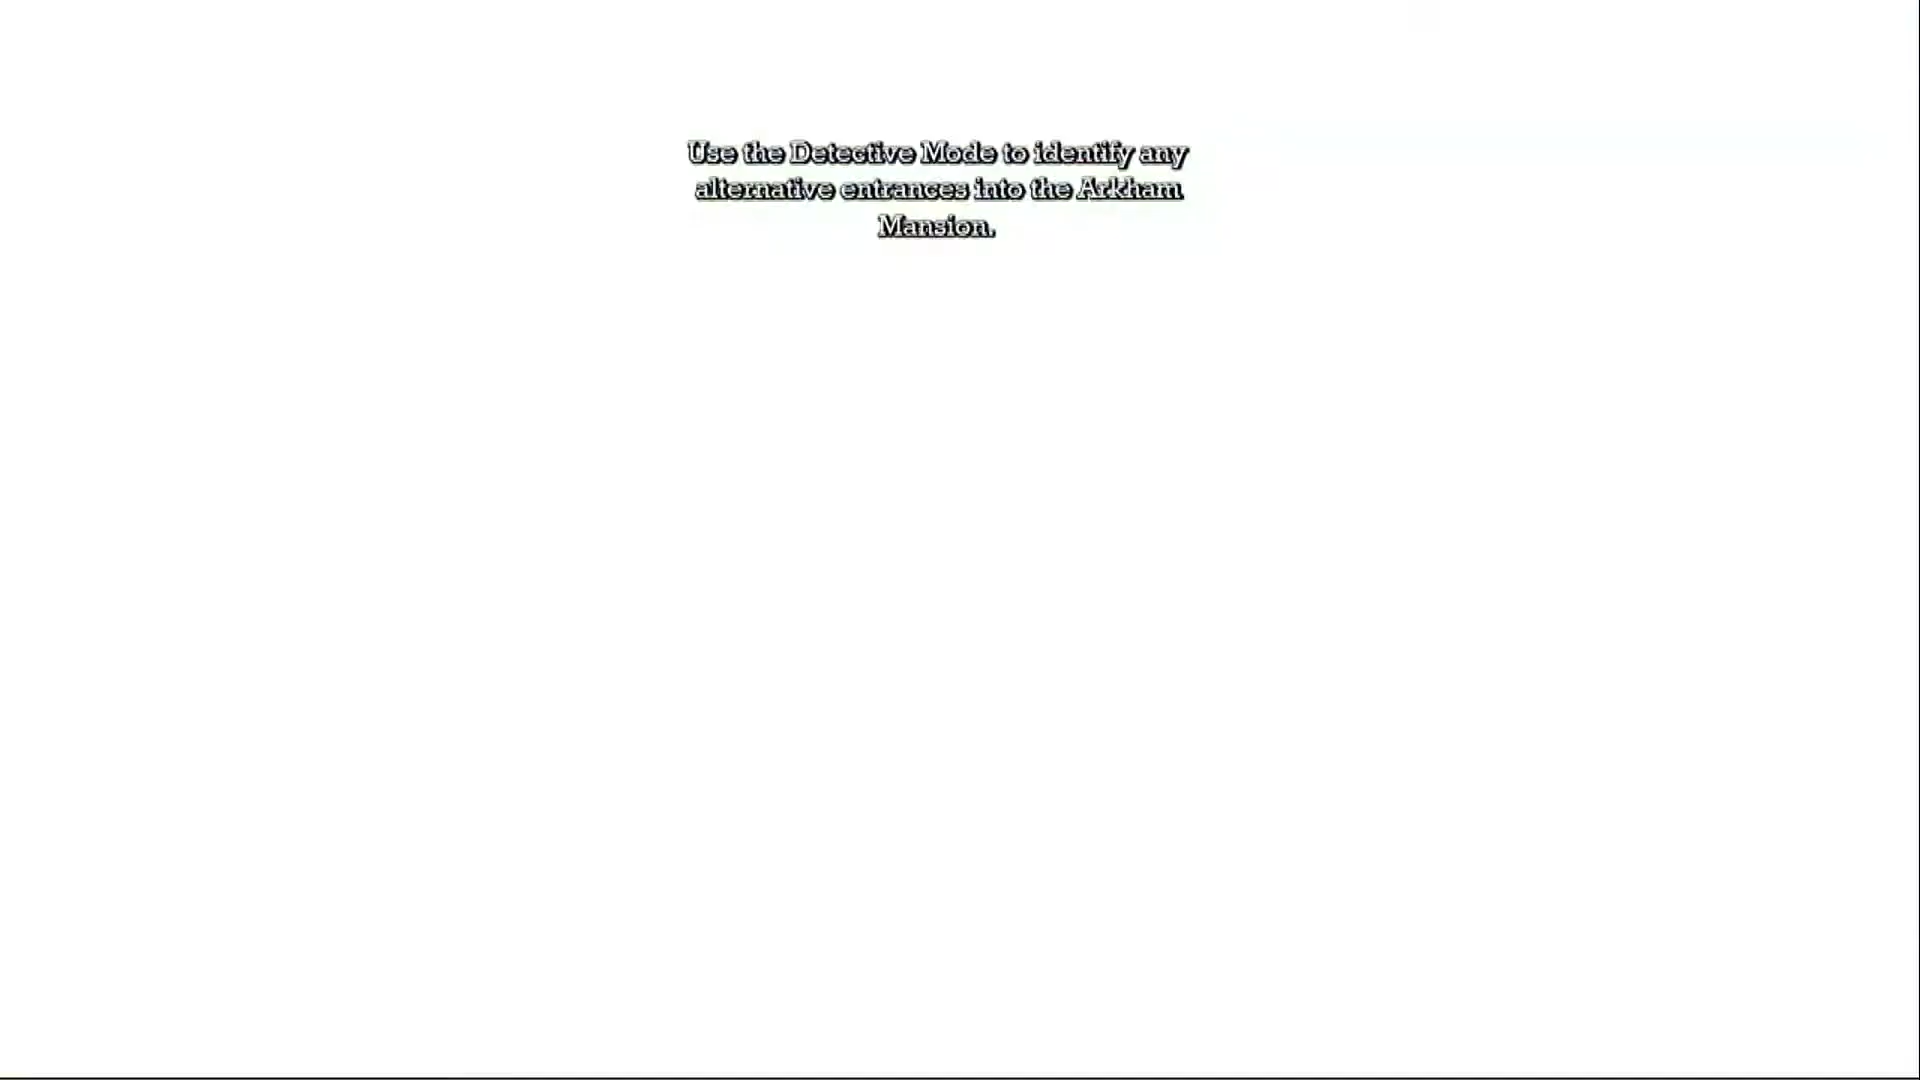 Use the Detective Mode to identify any
alternative entrances into the Arkham
Mansion.